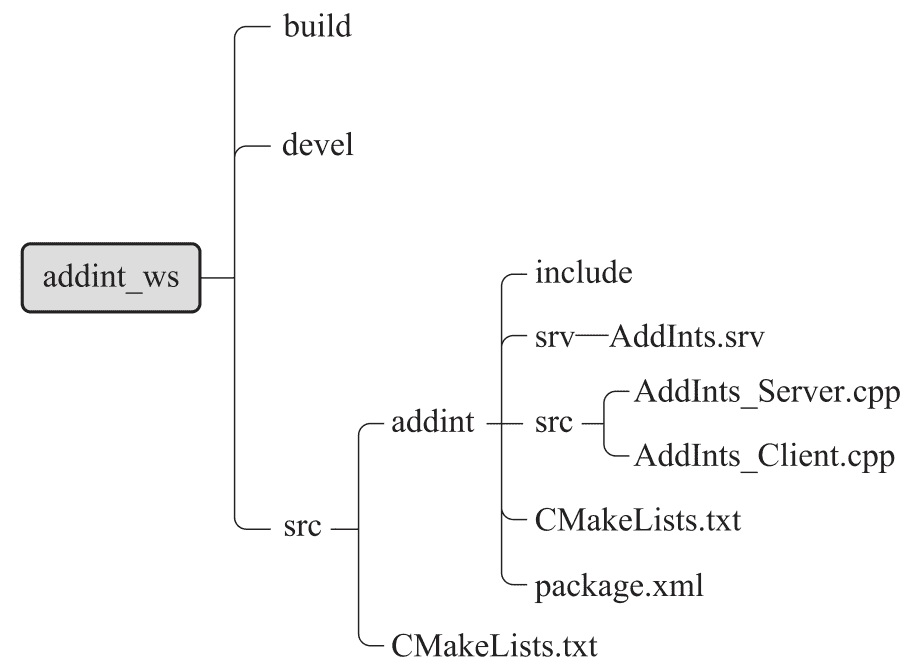 build
devel
addint_ws
include
srv AddInts.srv
AddInts_Server.cpp
addint src
AddInts_Client.cpp
CMakeLists.txt
src
package.xml
CMakeLists.txt